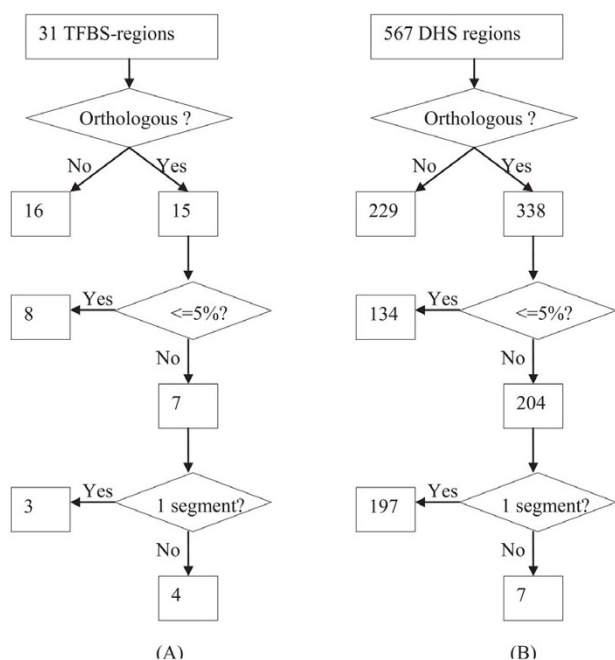 31 TFBS-regions
Orthologous ?
No
Yes
16
15
Yes
<=5%?
8
No
7
Yes
1 segment?
3
No
4
(A)
567 DHS regions
Orthologous ?
No
Yes
229
338
Yes
<=5%?
134
No
204
Yes
1 segment?
197
No
7
(B)